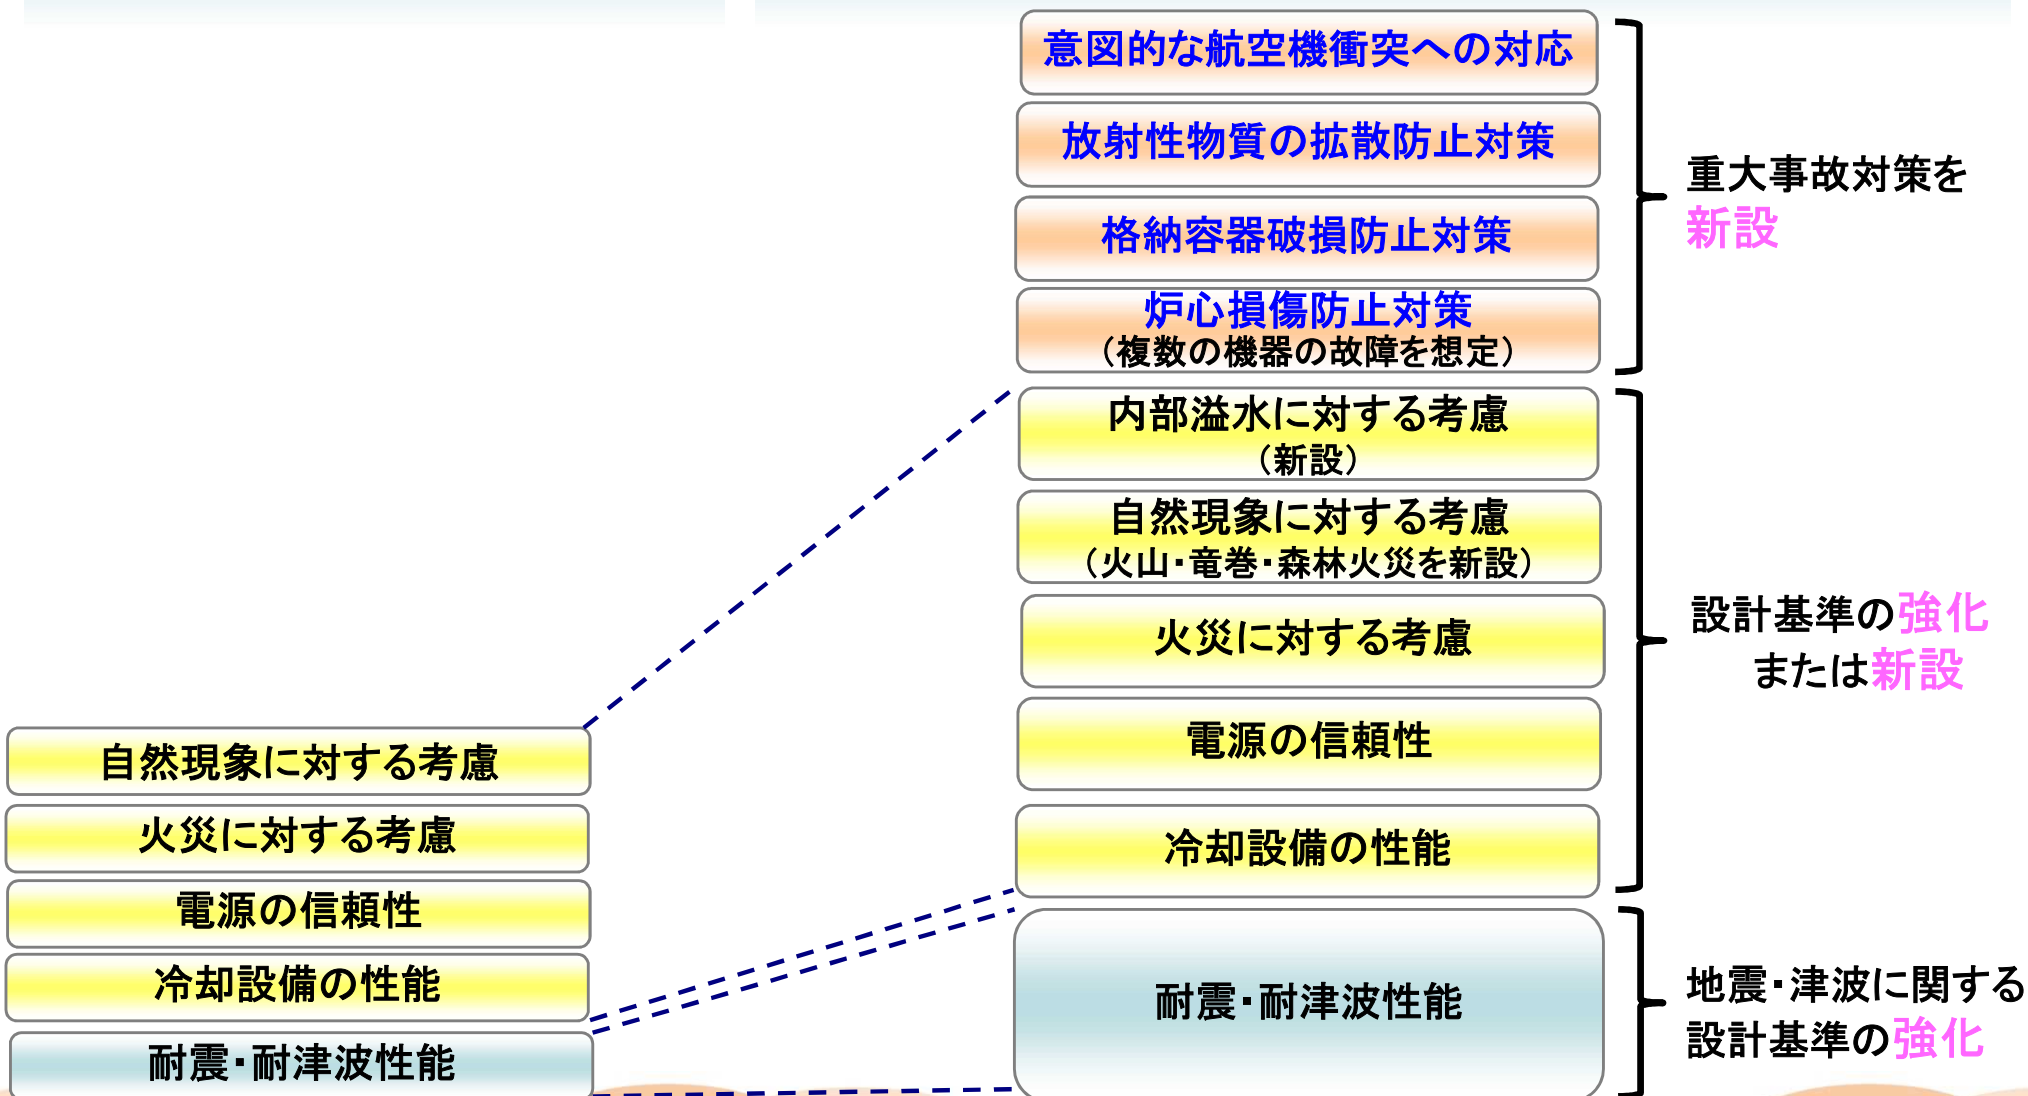 意図的な航空機衝突への対応
放射性物質の拡散防止対策
格納容器破損防止対策
炉心損傷防止対策
（複数の機器の故障を想定）
重大事故対策を
新設
内部溢水に対する考慮
（新設）
自然現象に対する考慮
（火山・竜巻・森林火災を新設）
火災に対する考慮
電源の信頼性
冷却設備の性能
設計基準の強化
または新設
耐震・耐津波性能
地震・津波に関する
設計基準の強化
自然現象に対する考慮
火災に対する考慮
電源の信頼性
冷却設備の性能
耐震・耐津波性能